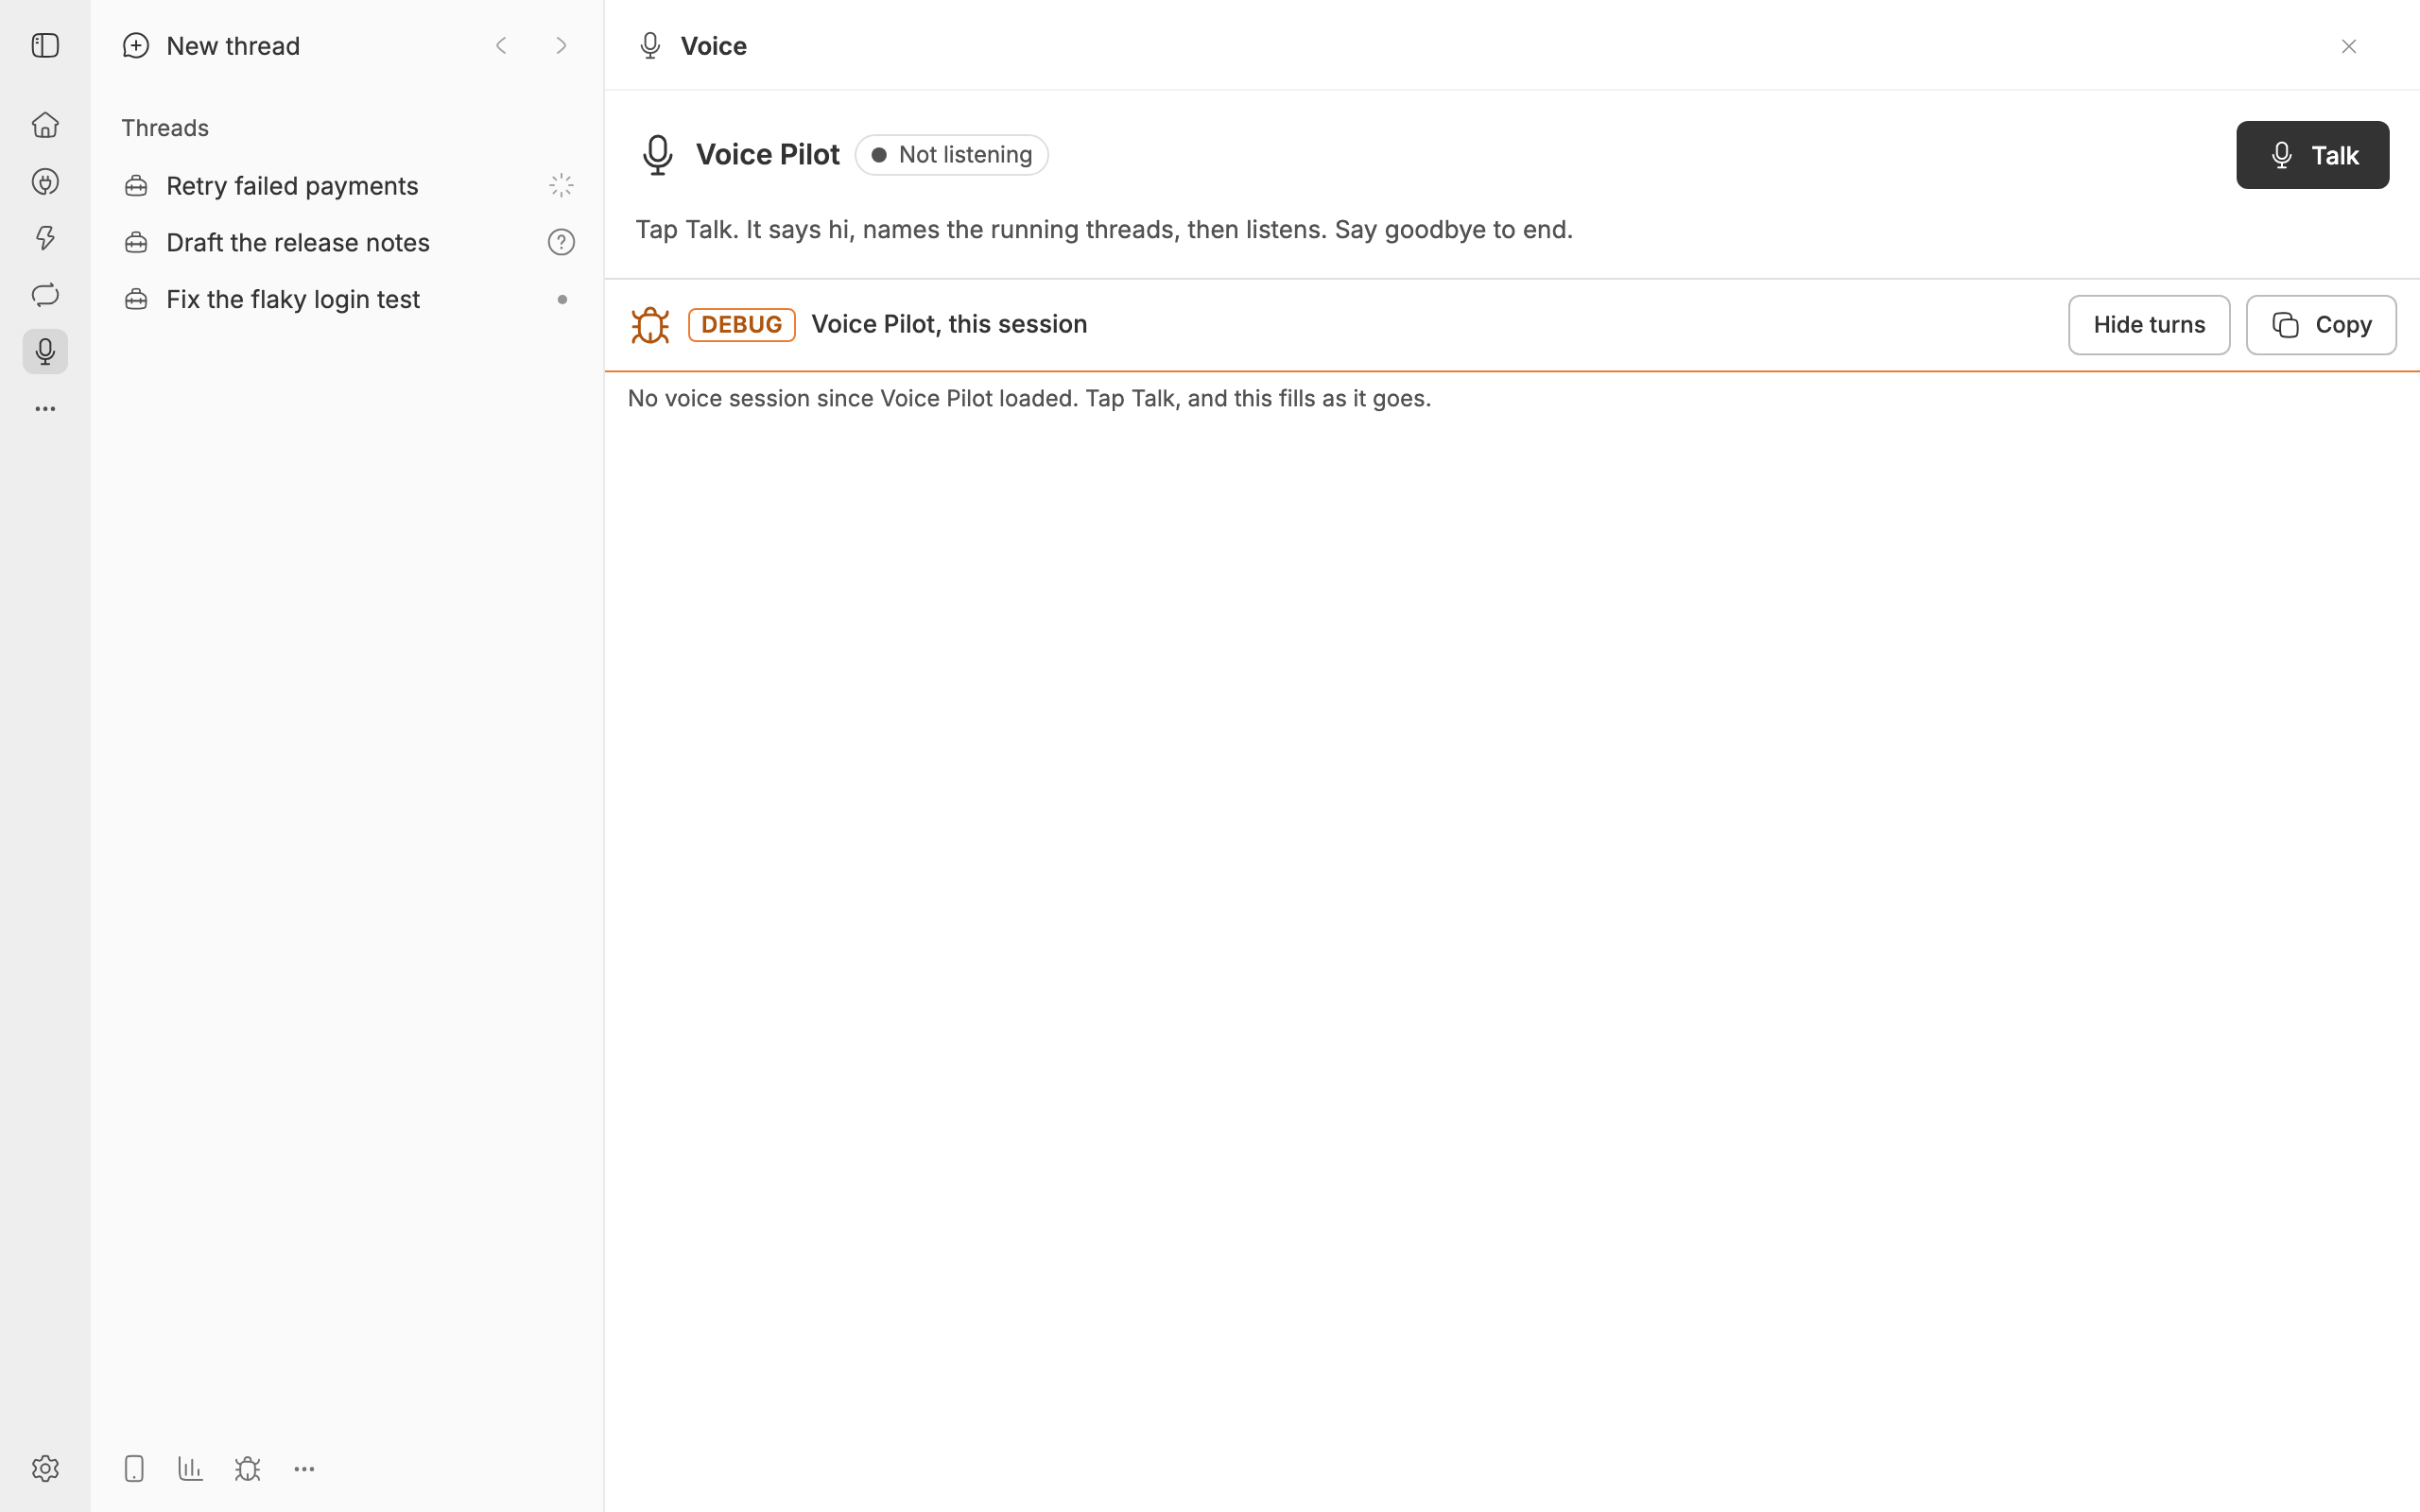 New thread
Threads
Retry failed payments
Draft the release notes
Fix the flaky login test
Voice
Voice Pilot
Not listening
Talk
Tap Talk. It says hi, names the running threads, then listens. Say goodbye to end.
DEBUG
Voice Pilot, this session
Hide turns
Copy
No voice session since Voice Pilot loaded. Tap Talk, and this fills as it goes.